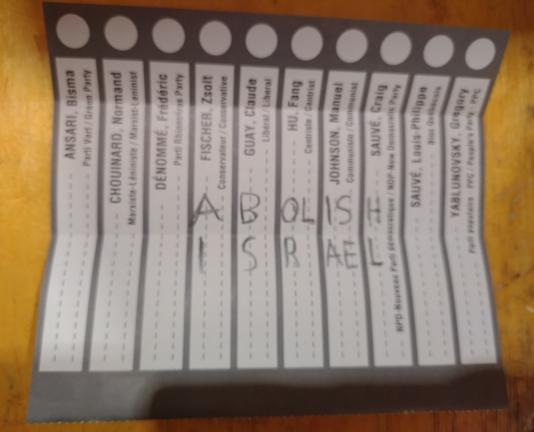 ANSARI, Bisma
Parti Vert / Green Party
CHOUINARD, Normand
Marxiste-Léniniste / Marxist-Leninist
DÉNOMMÉ, Frédéric
Parti Rhinocéros Party
FISCHER, Zsolt
Conservateur / Conservative
GUAY, Claude
Libéral / Liberal
HU, Fang
Centriste / Centrist
JOHNSON, Manuel
Communiste / Communist
SAUVÉ, Craig
NPD-Nouveau Parti démocratique / NDP-New Democratic Party
SAUVÉ, Louis-Philippe
Bloc Québécois
YABLUNOVSKY, Gregory
Parti populaire - PPC / People's Party - PPC
ABOLISH
ISRAEL